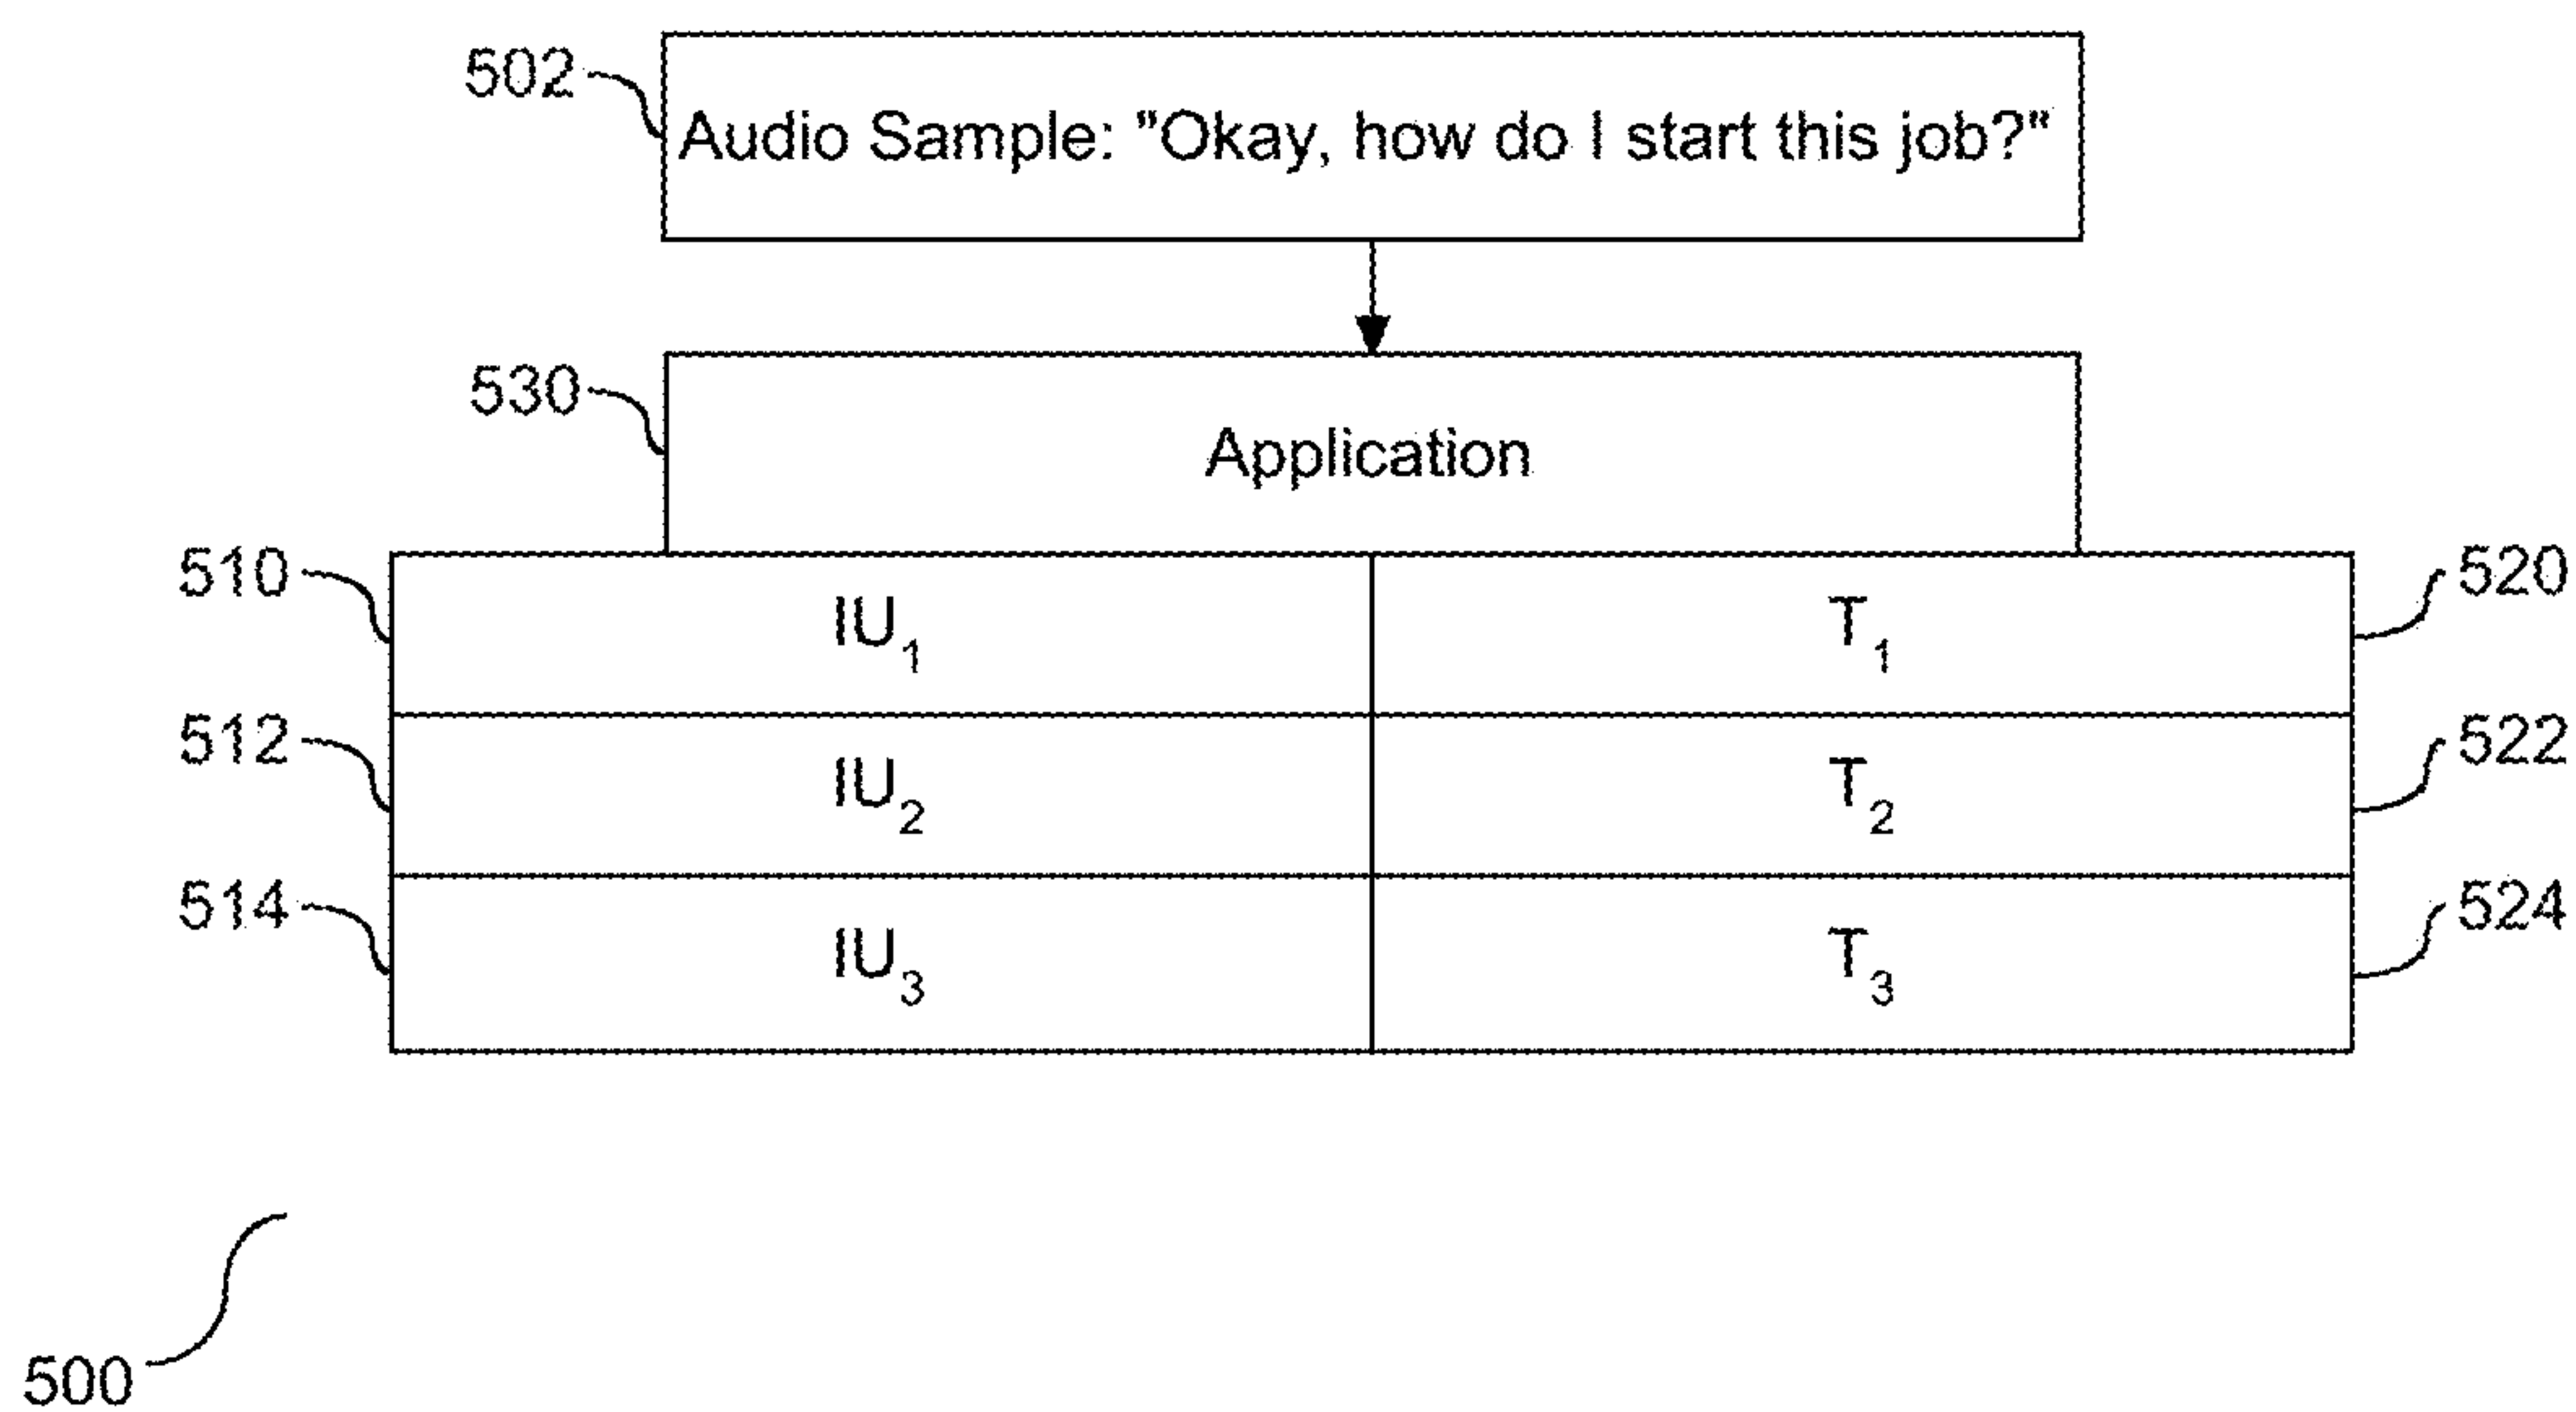 502
Audio Sample: "Okay, how do I start this job?"
530
Application
510 IU₁ T₁ 520
512 IU₂ T₂ 522
514 IU₃ T₃ 524
500